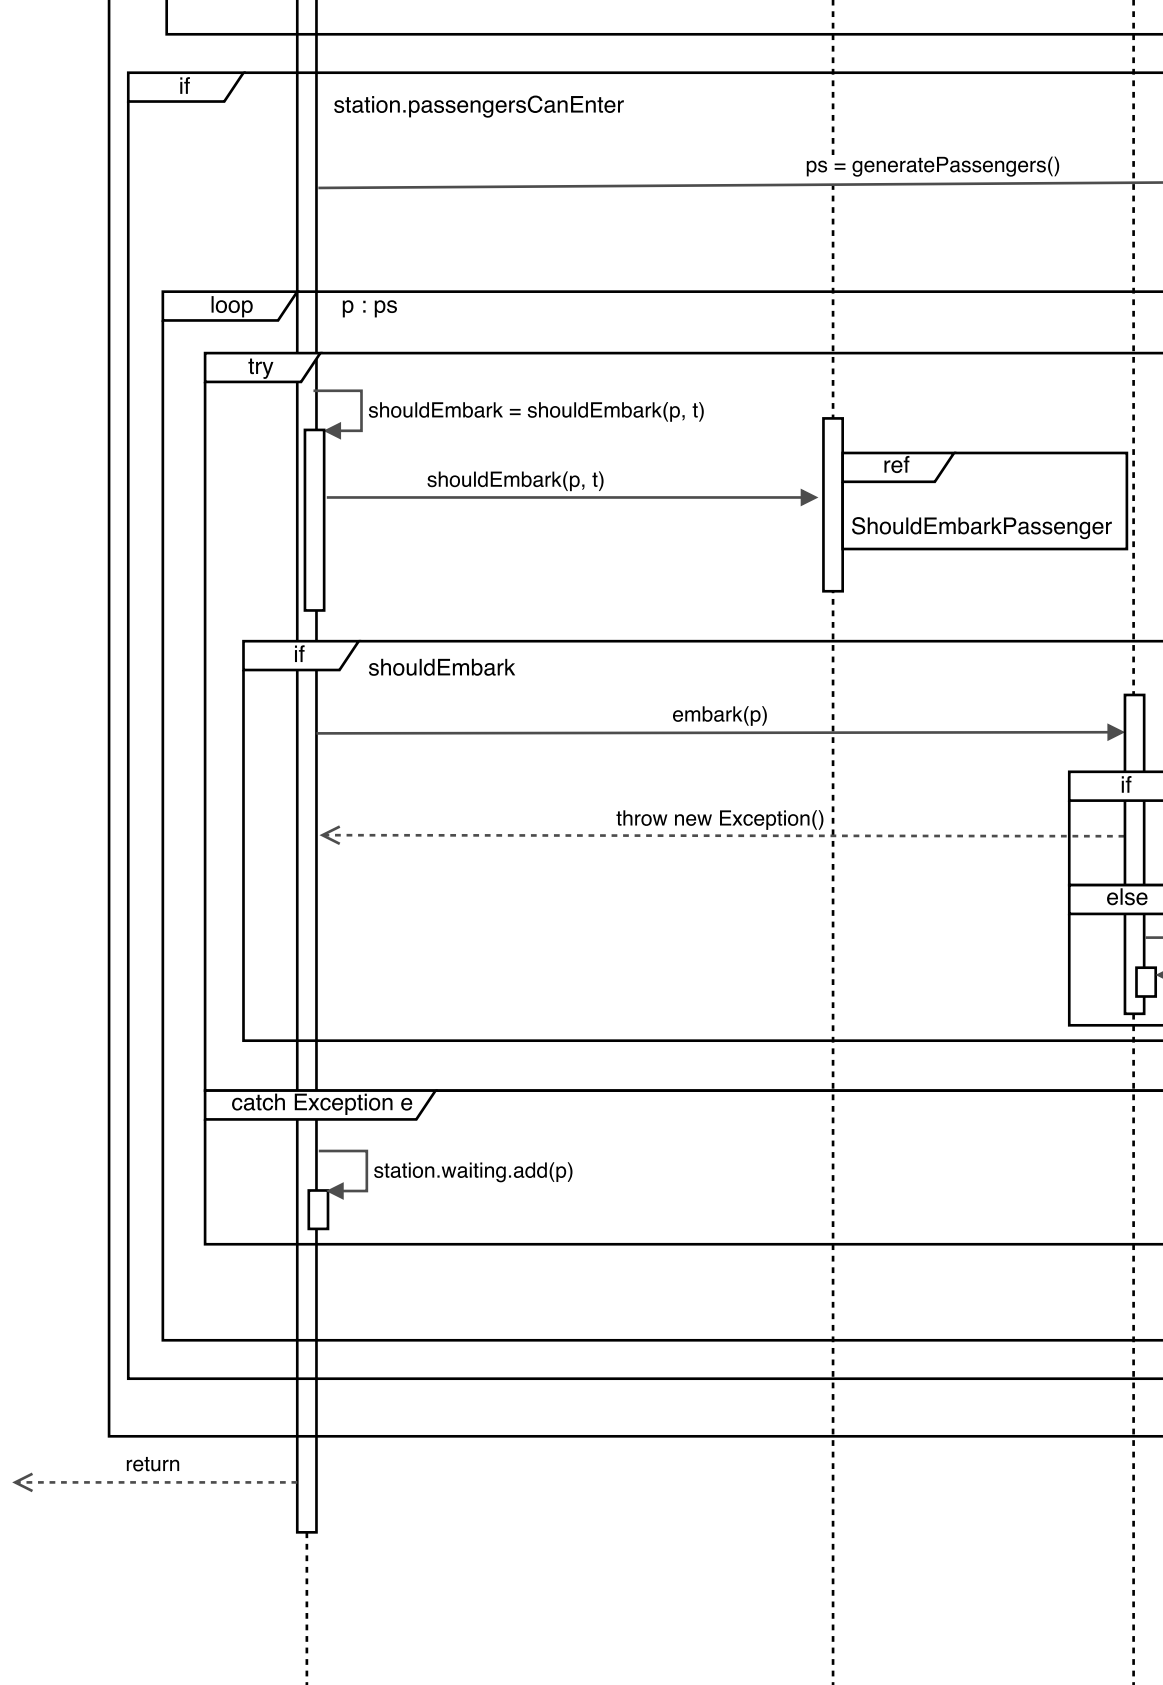 if
station.passengersCanEnter
ps = generatePassengers()
loop
p : ps
try
shouldEmbark = shouldEmbark(p, t)
ref
shouldEmbark(p, t)
ShouldEmbarkPassenger
if
shouldEmbark
embark(p)
if
throw new Exception()
else
catch Exception e
station.waiting.add(p)
return